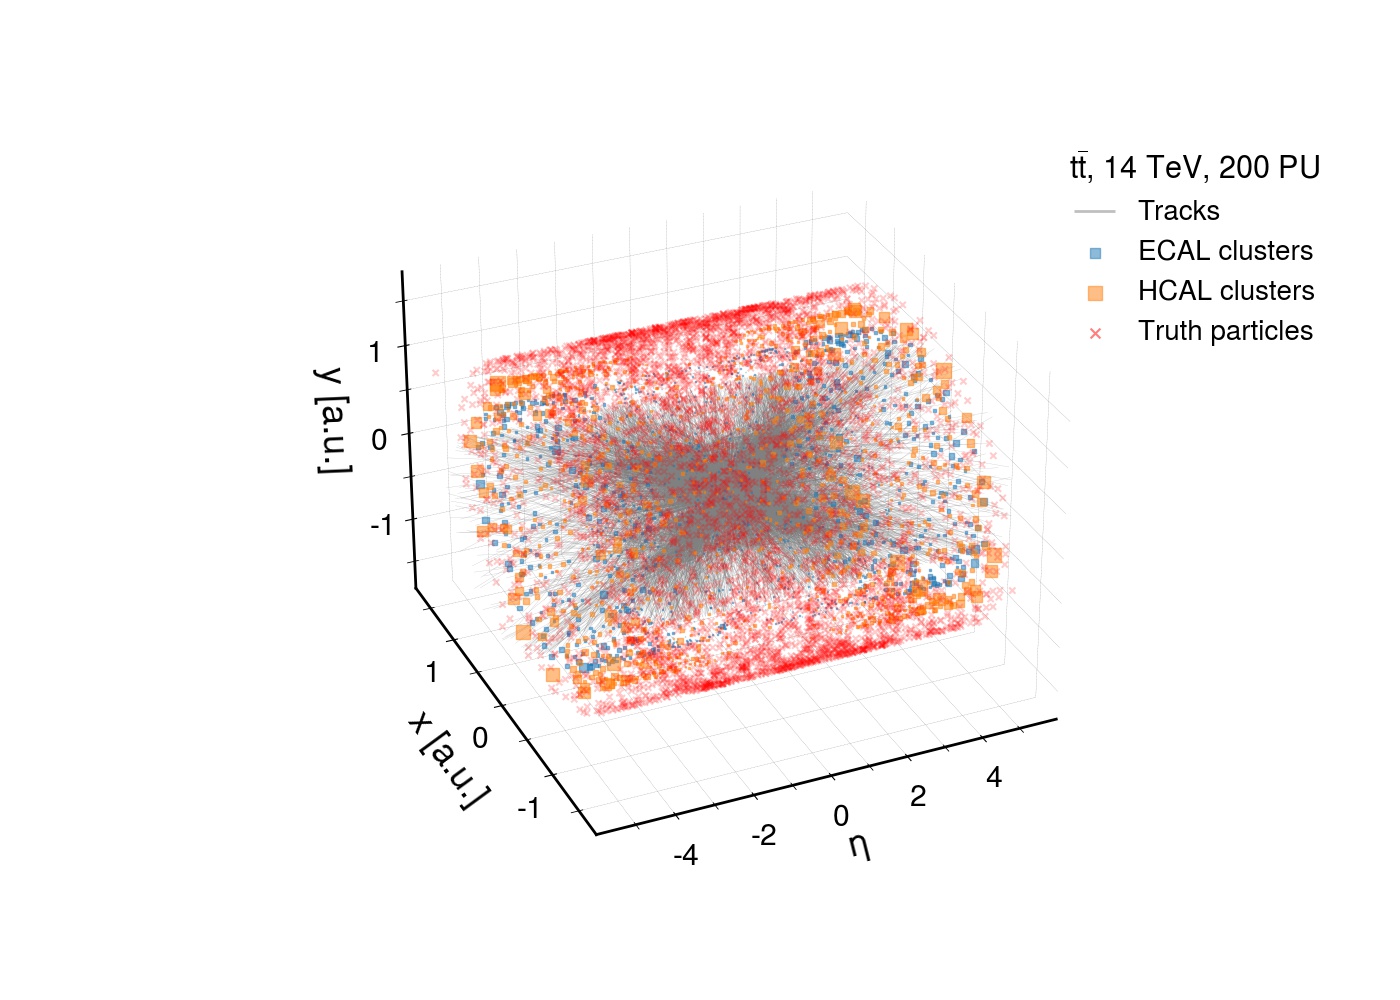 tt̄, 14 TeV, 200 PU
Tracks
ECAL clusters
HCAL clusters
Truth particles
1
0
-1
y [a.u.]
1
0
-1
x [a.u.]
-4
-2
0
2
4
η